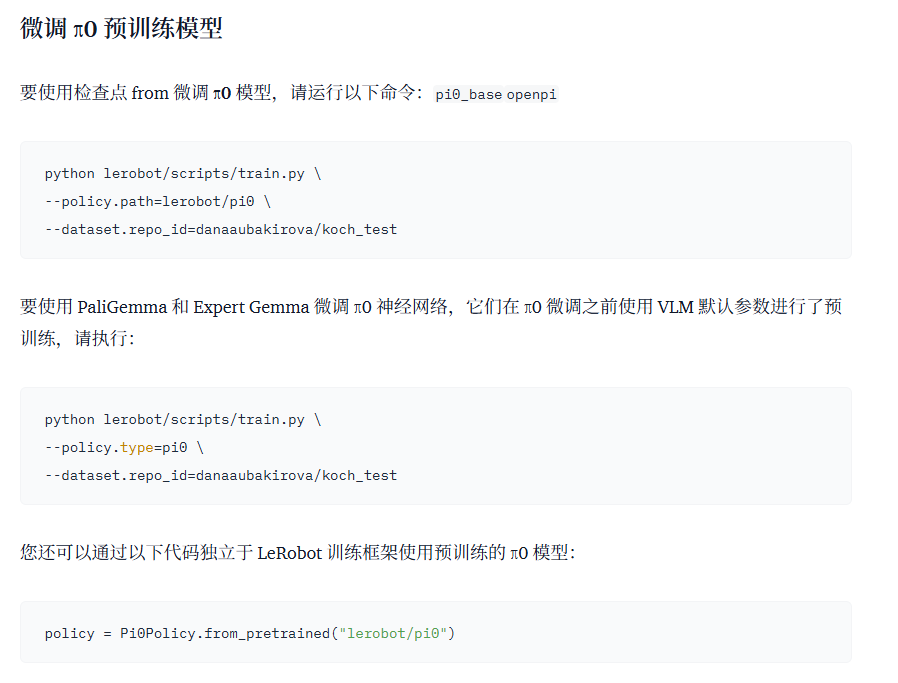 微调 π0 预训练模型
要使用检查点 from 微调 π0 模型，请运行以下命令： pi0_base openpi
python lerobot/scripts/train.py \
--policy.path=lerobot/pi0 \
--dataset.repo_id=danaaubakirova/koch_test
要使用 PaliGemma 和 Expert Gemma 微调 π0 神经网络，它们在 π0 微调之前使用 VLM 默认参数进行了预
训练，请执行：
python lerobot/scripts/train.py \
--policy.type=pi0 \
--dataset.repo_id=danaaubakirova/koch_test
您还可以通过以下代码独立于 LeRobot 训练框架使用预训练的 π0 模型：
policy = Pi0Policy.from_pretrained("lerobot/pi0")